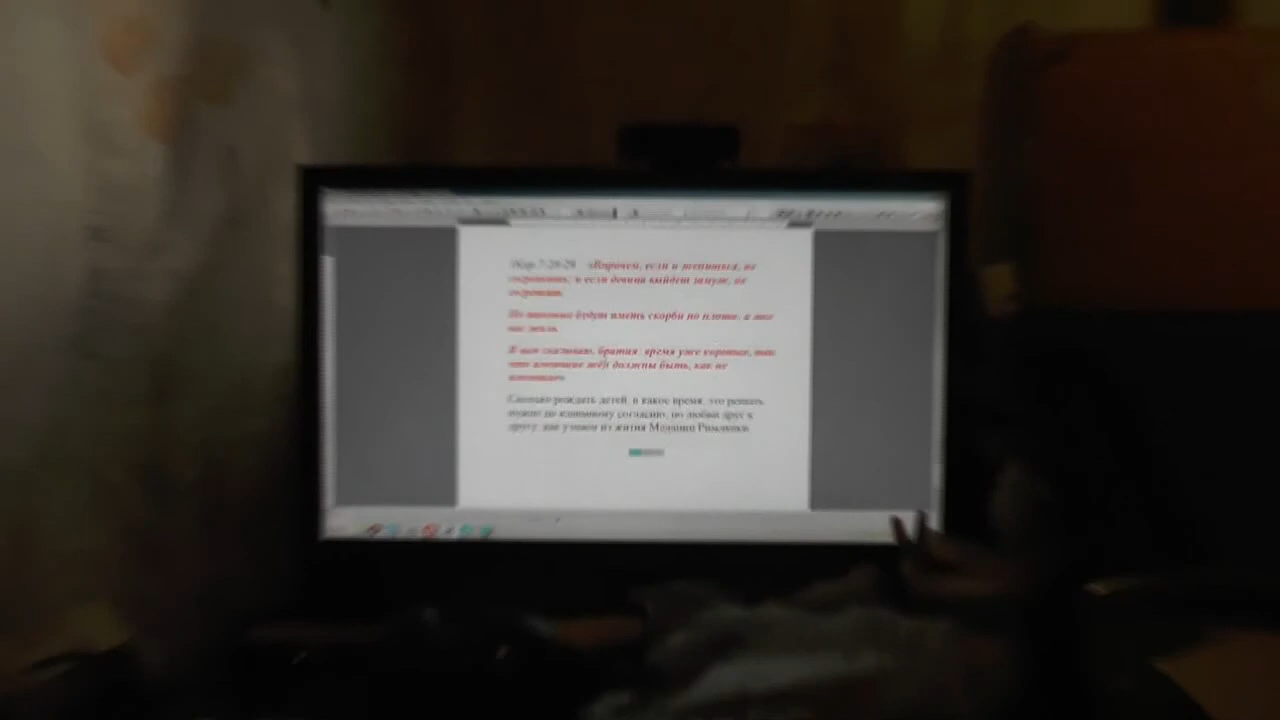 1Кор.7:28-29 «Впрочем, если и женишься, не
согрешишь; и если девица выйдет замуж, не
согрешит.
Но таковые будут иметь скорби по плоти; а мне
вас жаль.
Я вам сказываю, братия: время уже коротко, так
что имеющие жён должны быть, как не
имеющие»
Сколько рождать детей, в какое время, это решать
нужно по взаимному согласию, по любви друг к
другу, как узнаем из жития Мелании Римляныни.